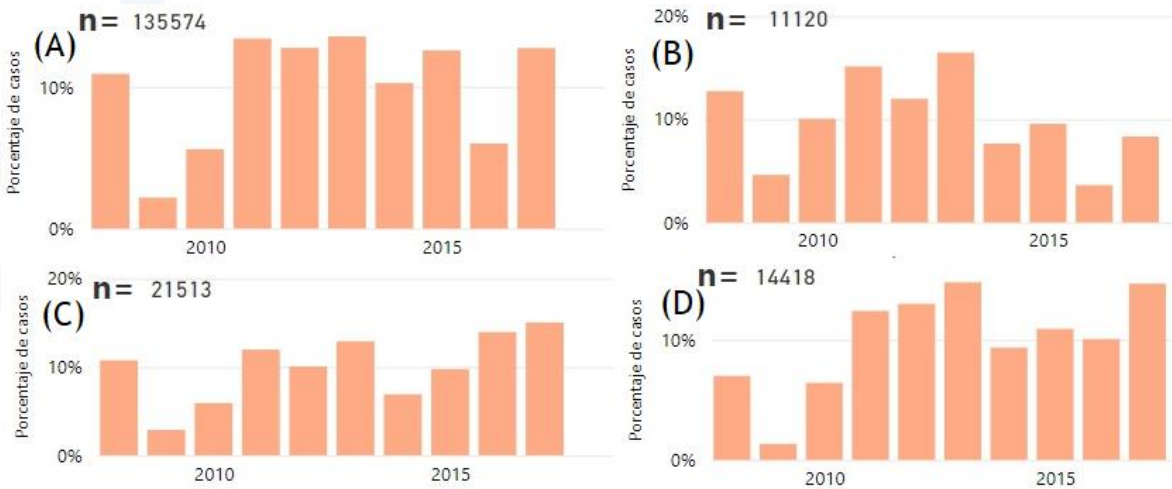 (A)
n= 135574
Porcentaje de casos
10%
0%
2010
2015
(B)
n= 11120
Porcentaje de casos
20%
10%
0%
2010
2015
(C)
n= 21513
Porcentaje de casos
20%
10%
0%
2010
2015
(D)
n= 14418
Porcentaje de casos
10%
0%
2010
2015